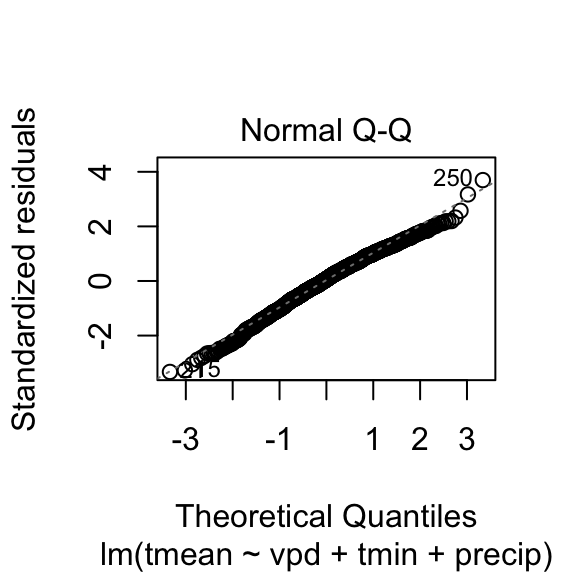 Normal Q-Q
Standardized residuals
4
2
0
-2
250
215
-3 -1 1 2 3
Theoretical Quantiles
lm(tmean ~ vpd + tmin + precip)